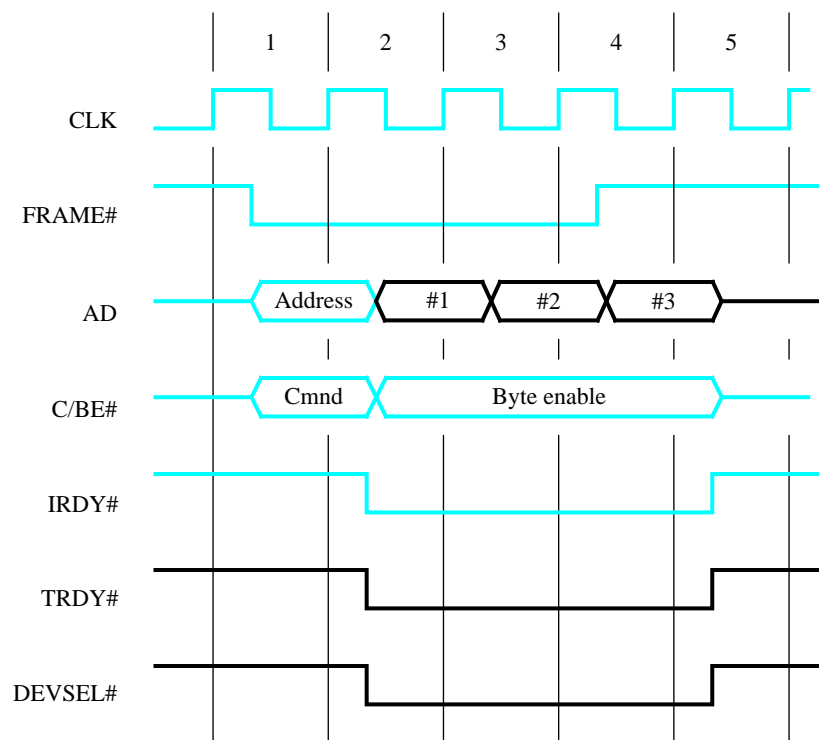 1 2 3 4 5
CLK
FRAME#
AD Address #1 #2 #3
C/BE# Cmnd Byte enable
IRDY#
TRDY#
DEVSEL#